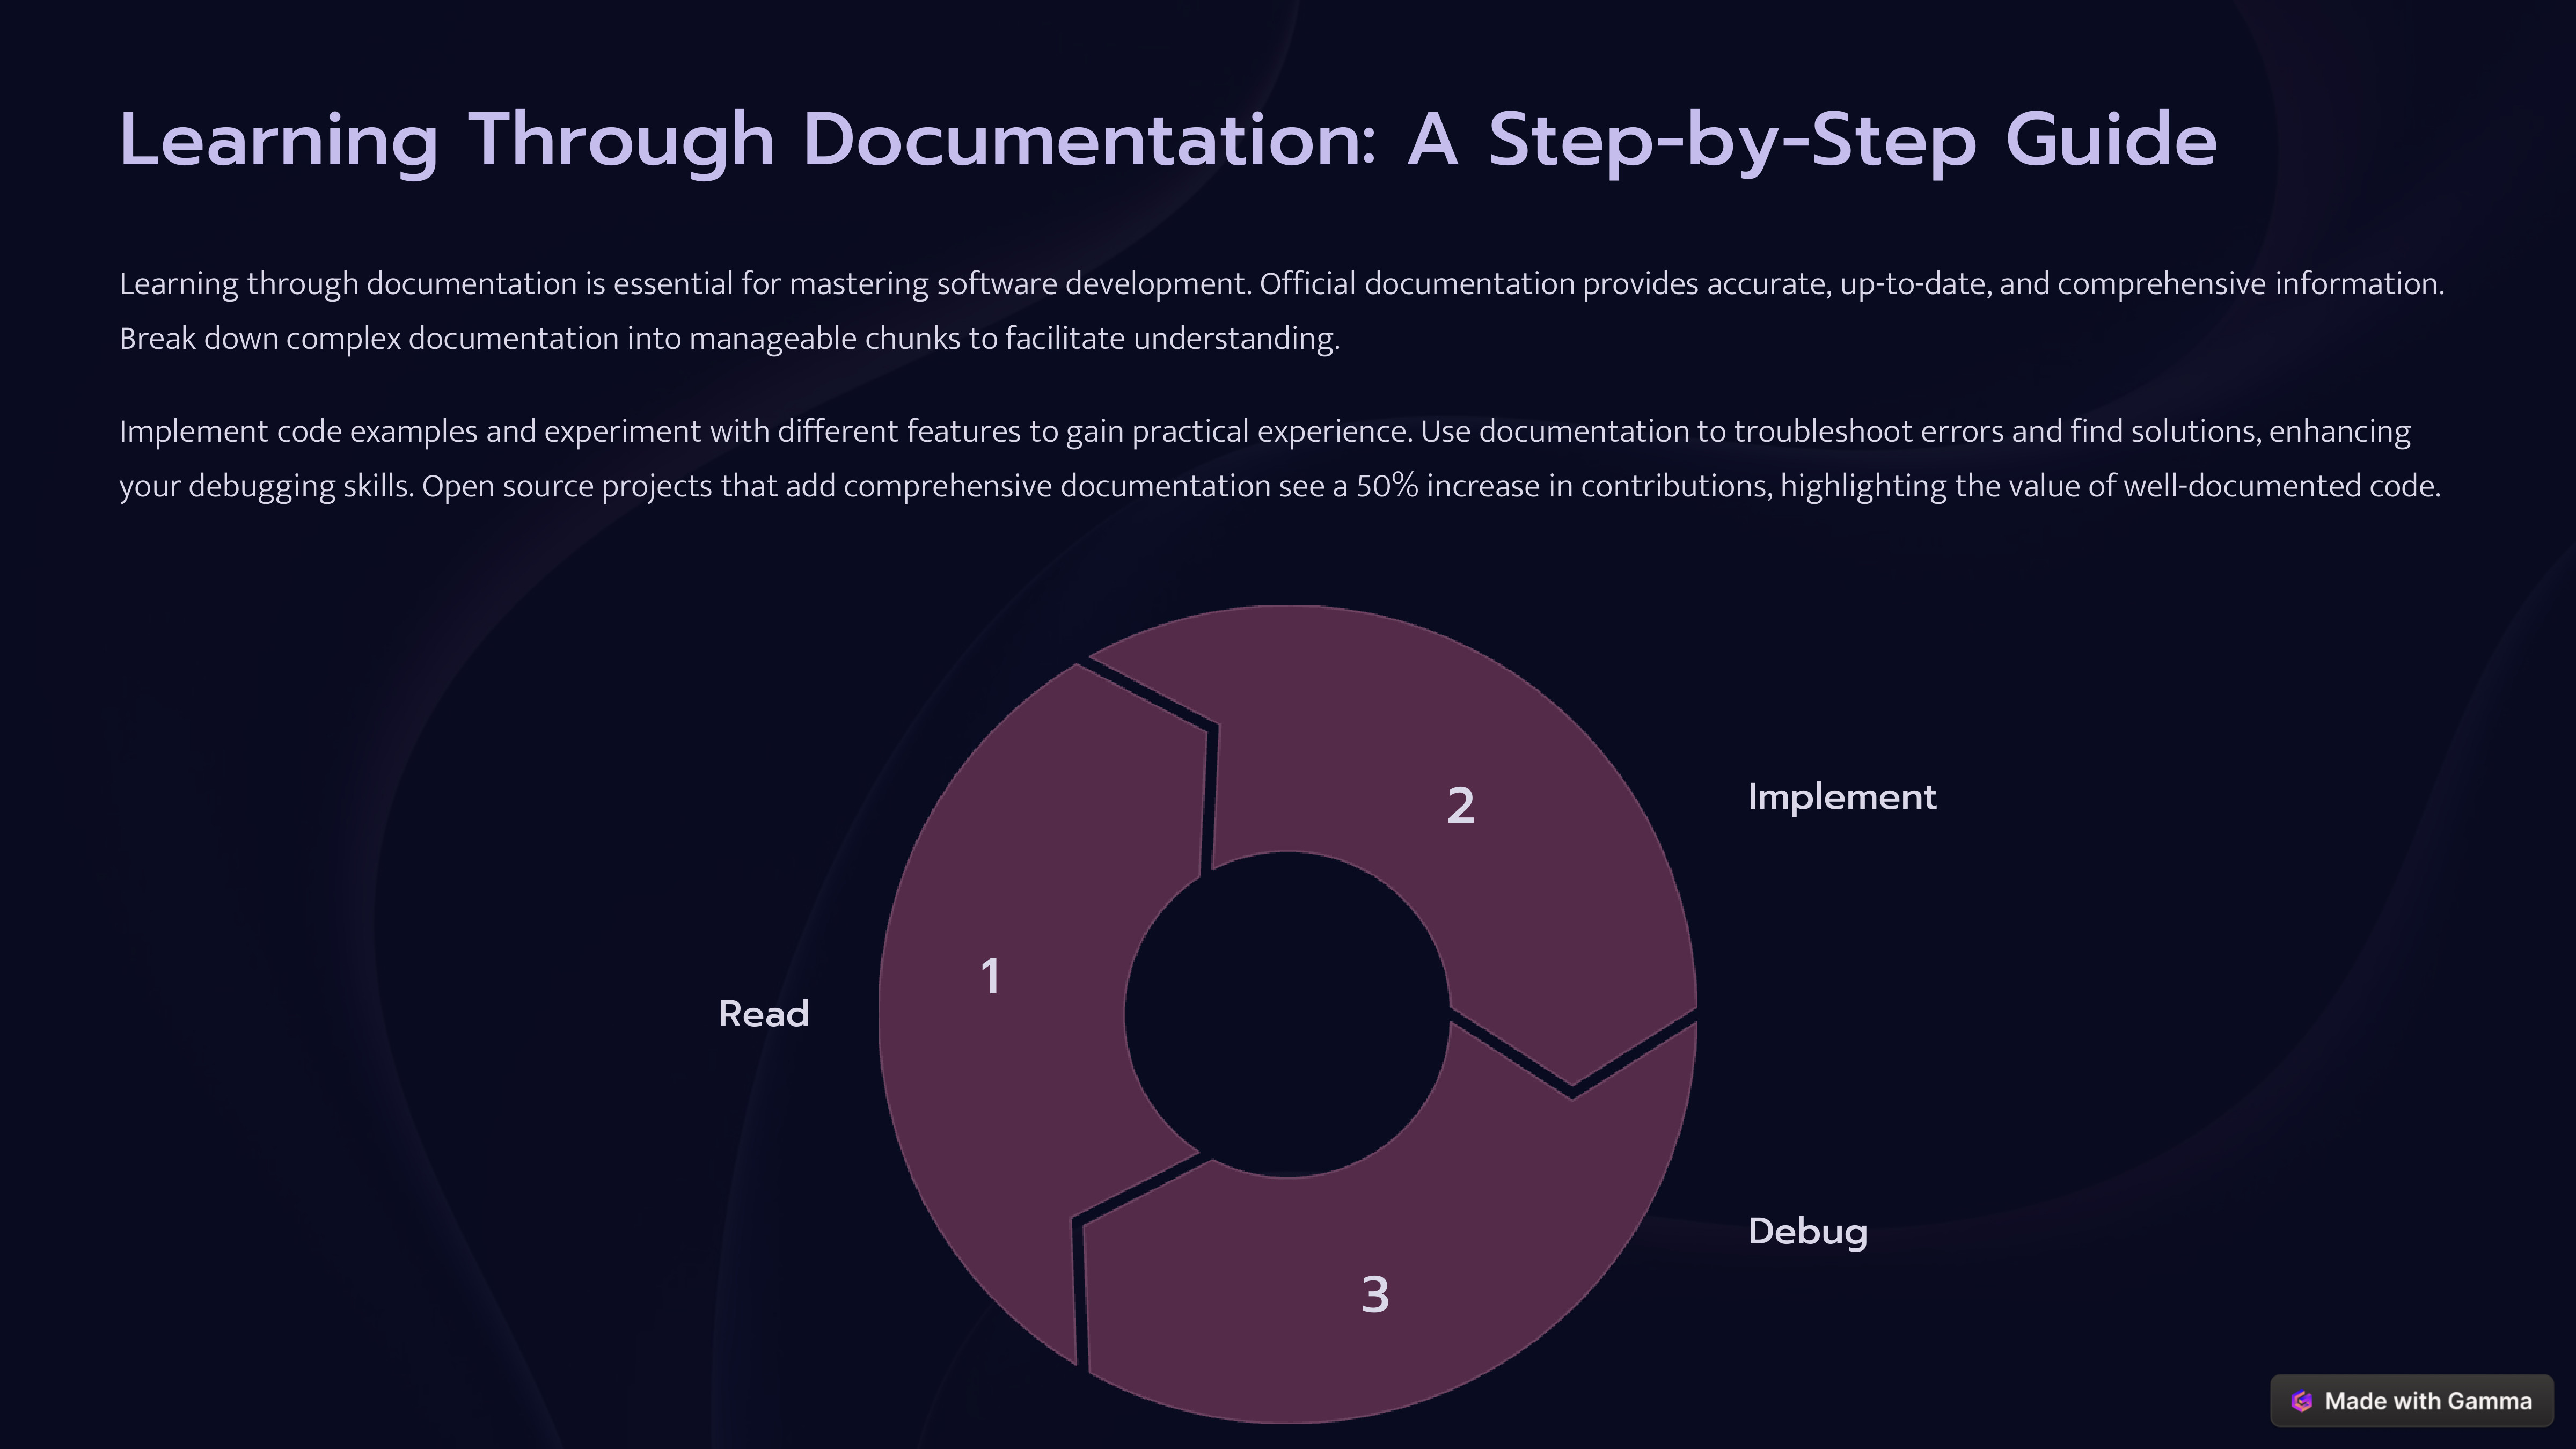 Learning Through Documentation: A Step-by-Step Guide
Learning through documentation is essential for mastering software development. Official documentation provides accurate, up-to-date, and comprehensive information.
Break down complex documentation into manageable chunks to facilitate understanding.
Implement code examples and experiment with different features to gain practical experience. Use documentation to troubleshoot errors and find solutions, enhancing
your debugging skills. Open source projects that add comprehensive documentation see a 50% increase in contributions, highlighting the value of well-documented code.
2
Implement
1
Read
Debug
3
Made with Gamma